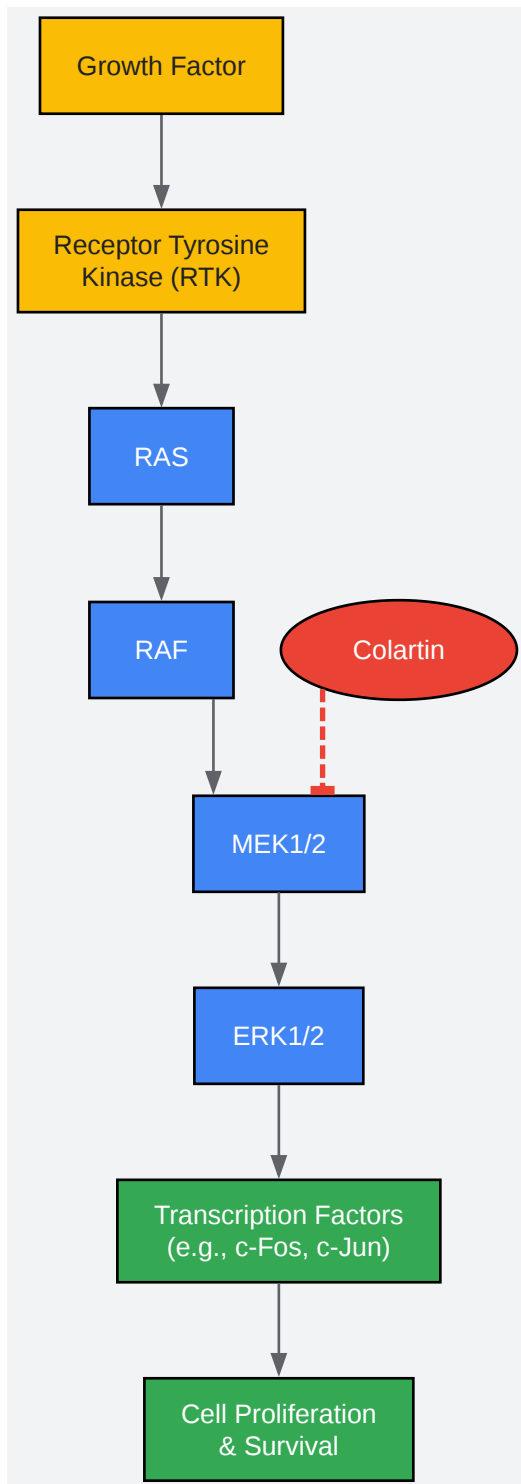 Growth Factor
Receptor Tyrosine
Kinase (RTK)
RAS
RAF
Colartin
MEK1/2
ERK1/2
Transcription Factors
(e.g., c-Fos, c-Jun)
Cell Proliferation
& Survival